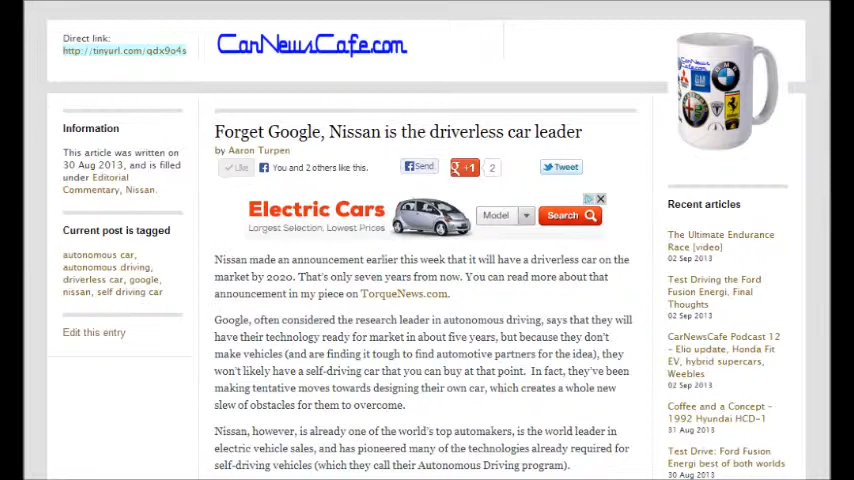 Direct link:
http://tinyurl.com/qdx9o4s
CarNewsCafe.com
Information
This article was written on
30 Aug 2013, and is filled
under Editorial
Commentary, Nissan.
Current post is tagged
autonomous car,
autonomous driving,
driverless car, google,
nissan, self driving car
Edit this entry
Forget Google, Nissan is the driverless car leader
by Aaron Turpen
Like
You and 2 others like this.
Send
+1
2
Tweet
Electric Cars
Largest Selection, Lowest Prices
Model
Search
Nissan made an announcement earlier this week that it will have a driverless car on the
market by 2020. That's only seven years from now. You can read more about that
announcement in my piece on TorqueNews.com.
Google, often considered the research leader in autonomous driving, says that they will
have their technology ready for market in about five years, but because they don't
make vehicles (and are finding it tough to find automotive partners for the idea), they
won't likely have a self-driving car that you can buy at that point. In fact, they've been
making tentative moves towards designing their own car, which creates a whole new
slew of obstacles for them to overcome.
Nissan, however, is already one of the world's top automakers, is the world leader in
electric vehicle sales, and has pioneered many of the technologies already required for
self-driving vehicles (which they call their Autonomous Driving program).
GM
Recent articles
The Ultimate Endurance
Race [video]
02 Sep 2013
Test Driving the Ford
Fusion Energi, Final
Thoughts
02 Sep 2013
CarNewsCafe Podcast 12
– Elio update, Honda Fit
EV, hybrid supercars,
Weebles
02 Sep 2013
Coffee and a Concept –
1992 Hyundai HCD-1
31 Aug 2013
Test Drive: Ford Fusion
Energi best of both worlds
30 Aug 2013